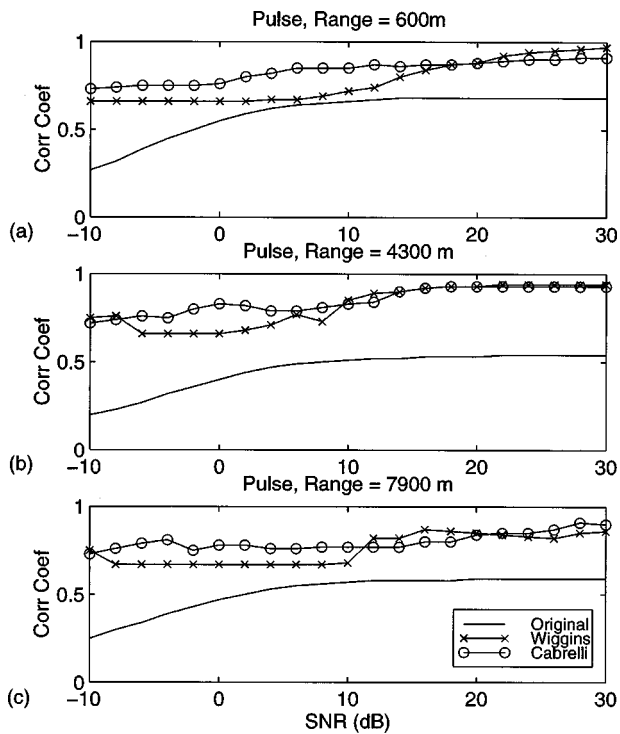 Pulse, Range = 600m
1
0.5
0
Corr Coef
(a)
−10 0 10 20 30
Pulse, Range = 4300 m
1
0.5
0
Corr Coef
(b)
−10 0 10 20 30
Pulse, Range = 7900 m
1
0.5
0
Corr Coef
Original
Wiggins
Cabrelli
(c)
−10 0 10 20 30
SNR (dB)